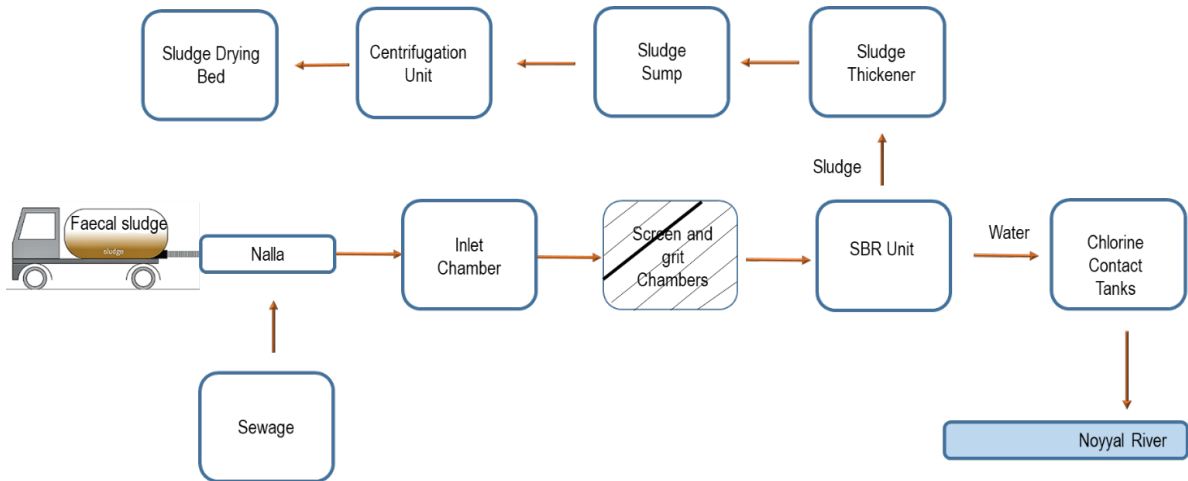 Sludge Drying
Bed
Centrifugation
Unit
Sludge
Sump
Sludge
Thickener
Sludge
Faecal sludge
sludge
Nalla
Inlet
Chamber
Screen and
grit
Chambers
SBR Unit
Water
Chlorine
Contact
Tanks
Sewage
Noyyal River